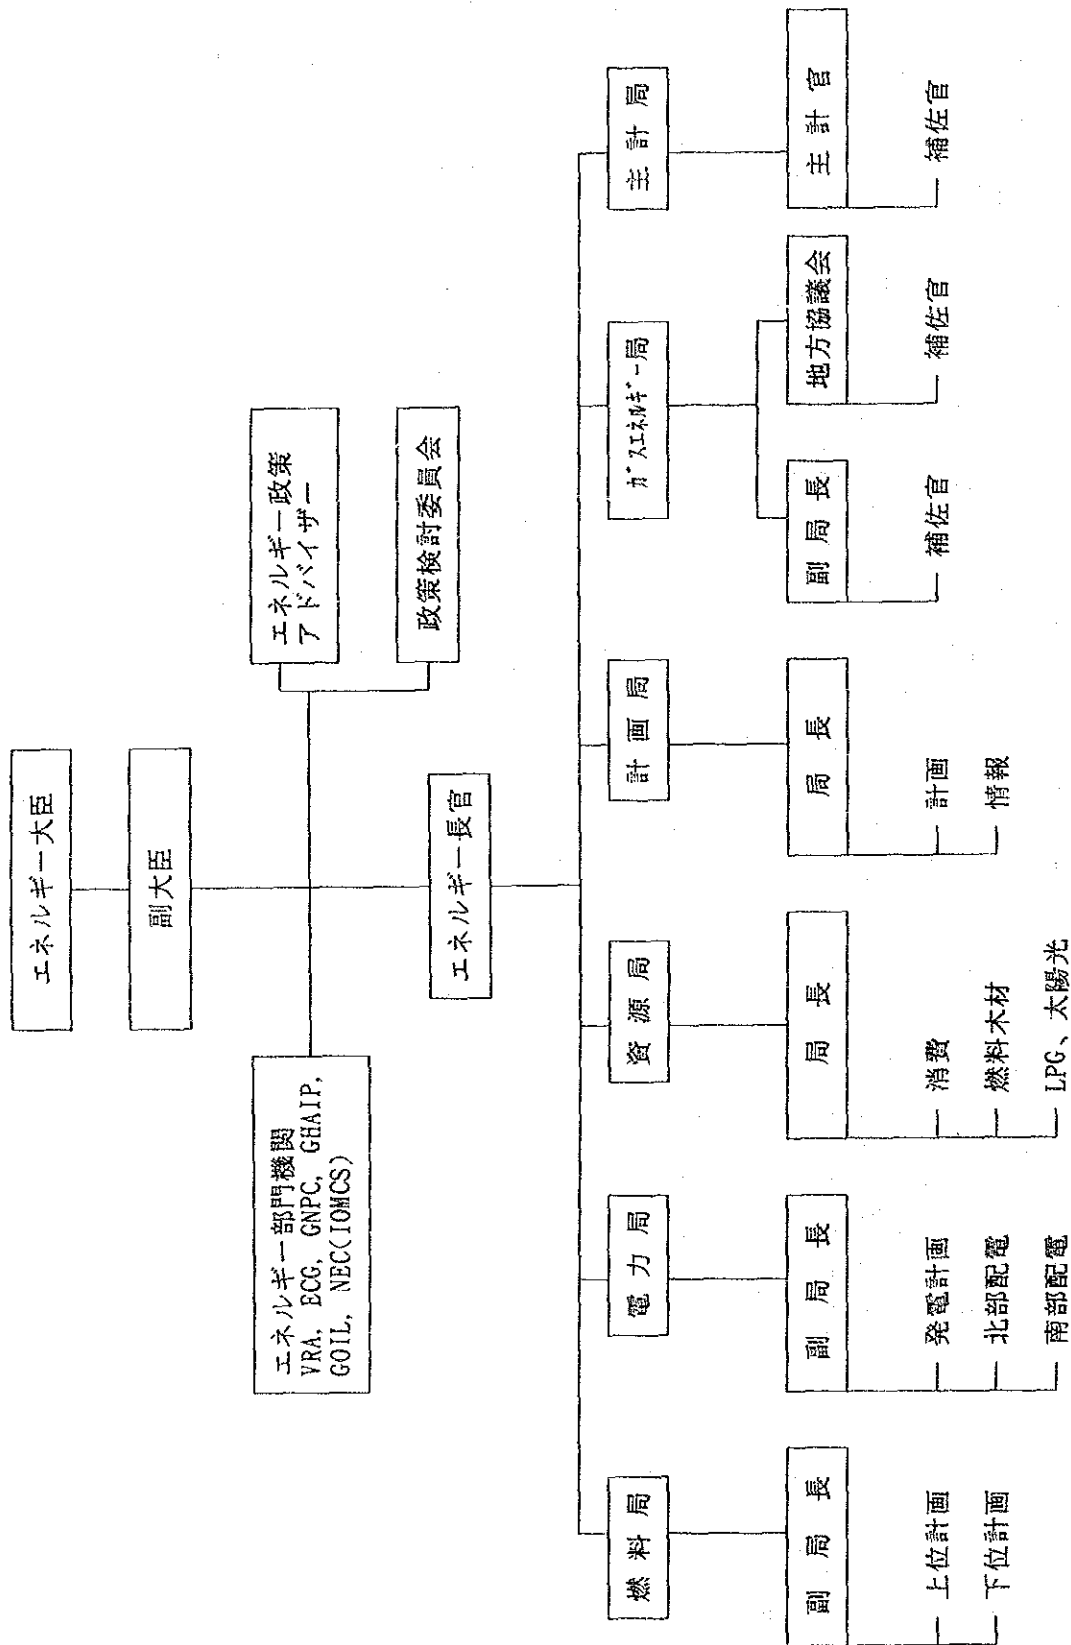 エネルギー大臣
副大臣
エネルギー部門機関
VRA, ECG, GNPC, GHAIP,
GOIL, NEC(IOMCS)
エネルギー政策
アドバイザー
政策検討委員会
エネルギー長官
燃料局
電力局
資源局
計画局
ガスエネルギー局
主計局
副局長
副局長
局長
局長
副局長
地方協議会
主計官
上位計画
下位計画
発電計画
北部配電
南部配電
消費
燃料木材
LPG、太陽光
計画
情報
補佐官
補佐官
補佐官